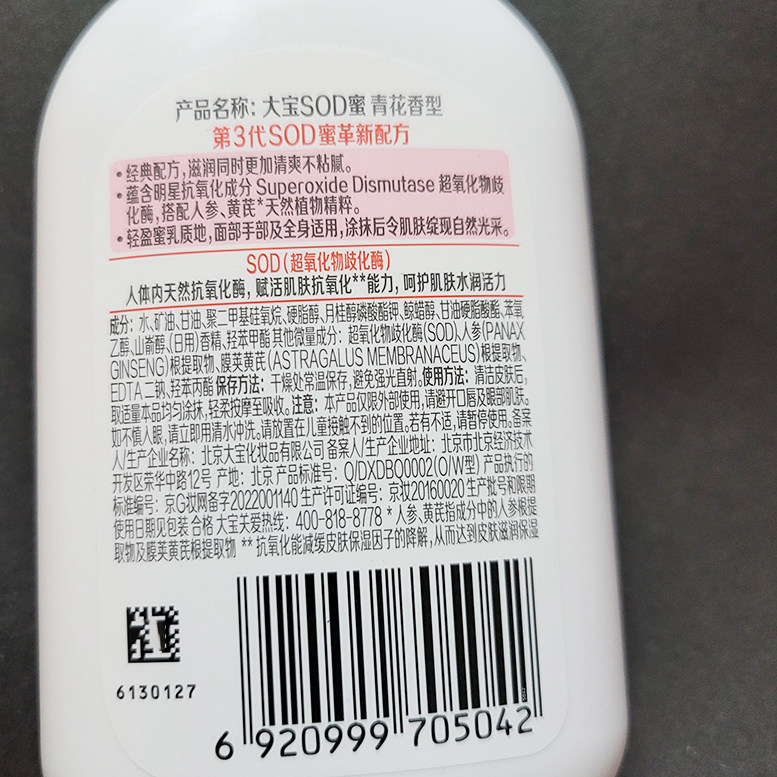 产品名称：大宝SOD蜜 青花香型
第3代SOD蜜革新配方
• 经典配方，滋润同时更加清爽不粘腻。
• 蕴含明星抗氧化成分 Superoxide Dismutase 超氧化物歧
化酶，搭配人参、黄芪*天然植物精粹。
• 轻盈蜜乳质地，面部手部及全身适用，涂抹后令肌肤绽现自然光采。
SOD（超氧化物歧化酶）
人体内天然抗氧化酶，赋活肌肤抗氧化**能力，呵护肌肤水润活力
成分：水、矿油、甘油、聚二甲基硅氧烷、硬脂醇、月桂醇磷酸酯钾、鲸蜡醇、甘油硬脂酸酯、苯氧
乙醇、山嵛醇、(日用)香精、羟苯甲酯 其他微量成分：超氧化物歧化酶(SOD)、人参(PANAX
GINSENG)根提取物、膜荚黄芪(ASTRAGALUS MEMBRANACEUS)根提取物、
EDTA 二钠、羟苯丙酯 保存方法：干燥处常温保存，避免强光直射。使用方法：清洁皮肤后，
取适量本品均匀涂抹，轻柔按摩至吸收。注意：本产品仅限外部使用，请避开口唇及眼部肌肤。
如不慎入眼，请立即用清水冲洗。请放置在儿童接触不到的位置。若有不适，请暂停使用。备案
人/生产企业名称：北京大宝化妆品有限公司 备案人/生产企业地址：北京市北京经济技术
开发区荣华中路12号 产地：北京 产品标准号：Q/DXDBQ0002(O/W型) 产品执行的
标准编号：京G妆网备字2022001140 生产许可证编号：京妆20160020 生产批号和限期
使用日期见包装 合格 大宝关爱热线：400-818-8778 * 人参、黄芪指成分中的人参根提
取物及膜荚黄芪根提取物 ** 抗氧化能减缓皮肤保湿因子的降解，从而达到皮肤滋润保湿
6130127
6 920999 705042